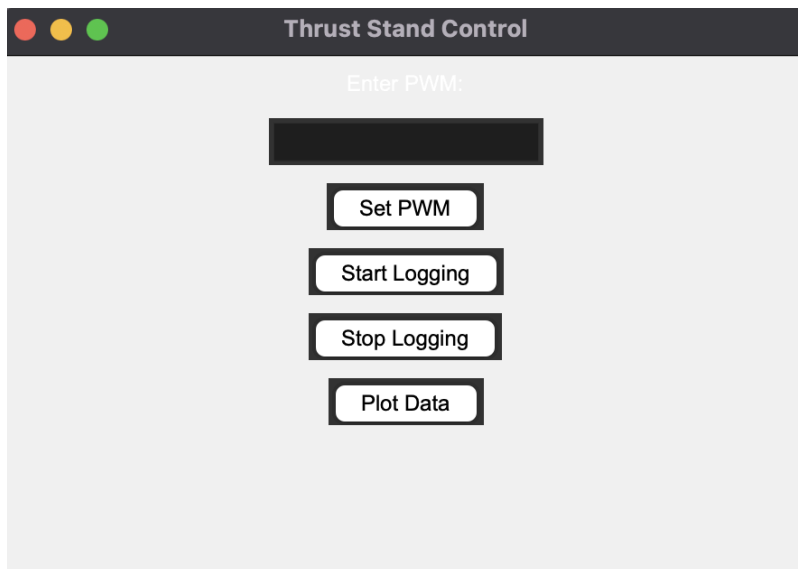 Thrust Stand Control
Enter PWM:
Set PWM
Start Logging
Stop Logging
Plot Data